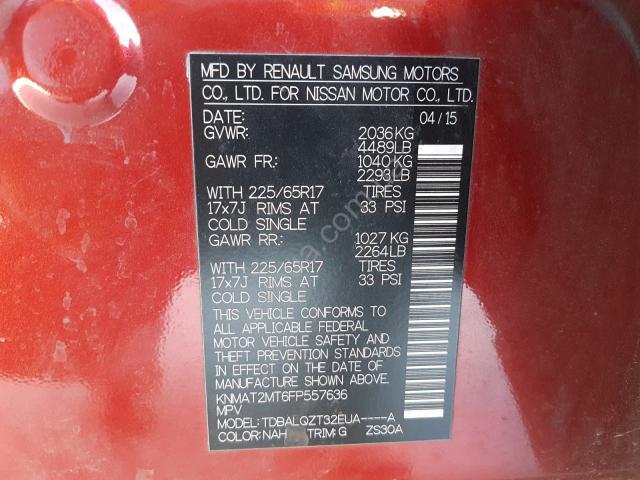 MFD BY RENAULT SAMSUNG MOTORS
CO., LTD. FOR NISSAN MOTOR CO., LTD.
DATE: 04/15
GVWR: 2036KG
4489LB
GAWR FR: 1040KG
2293LB
WITH 225/65R17 TIRES
17x7J RIMS AT 33 PSI
COLD SINGLE
GAWR RR: 1027KG
2264LB
WITH 225/65R17 TIRES
17x7J RIMS AT 33 PSI
COLD SINGLE
THIS VEHICLE CONFORMS TO
ALL APPLICABLE FEDERAL
MOTOR VEHICLE SAFETY AND
THEFT PREVENTION STANDARDS
IN EFFECT ON THE DATE OF
MANUFACTURE SHOWN ABOVE.
KNMAT2MT6FP557636
MPV
MODEL: TDBALQZT32EUA----A
COLOR:NAH TRIM:G ZS30A